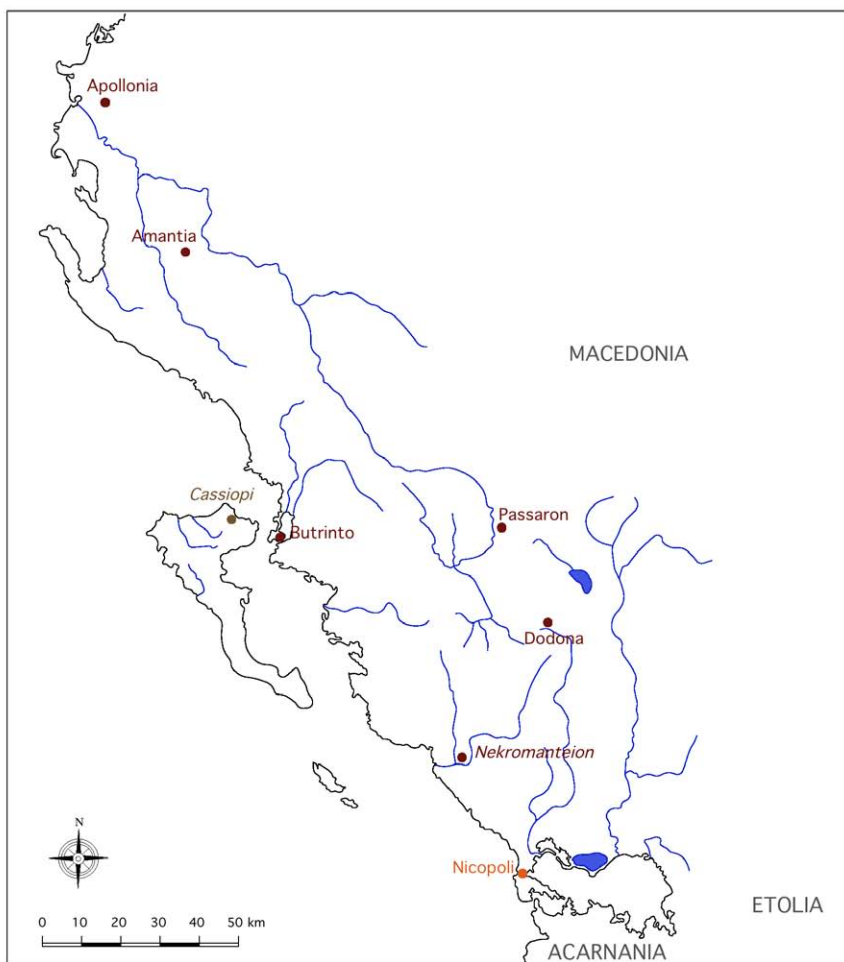 Apollonia
Amantia
MACEDONIA
Cassiopi
Butrinto
Passaron
Dodona
Nekromanteion
Nicopoli
ETOLIA
ACARNANIA
N
0 10 20 30 40 50 km